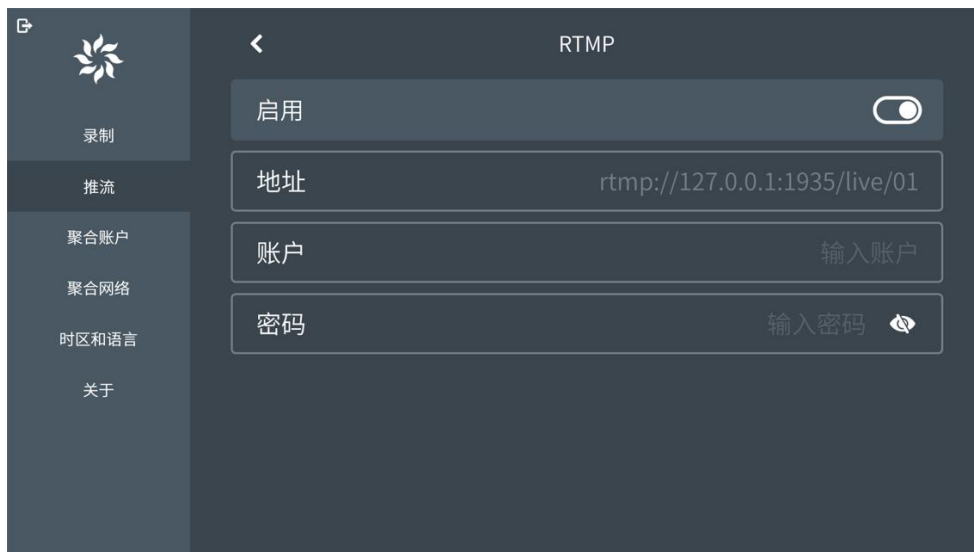 RTMP
启用
录制
推流
地址 rtmp://127.0.0.1:1935/live/01
聚合账户
账户 输入账户
聚合网络
时区和语言
密码 输入密码
关于